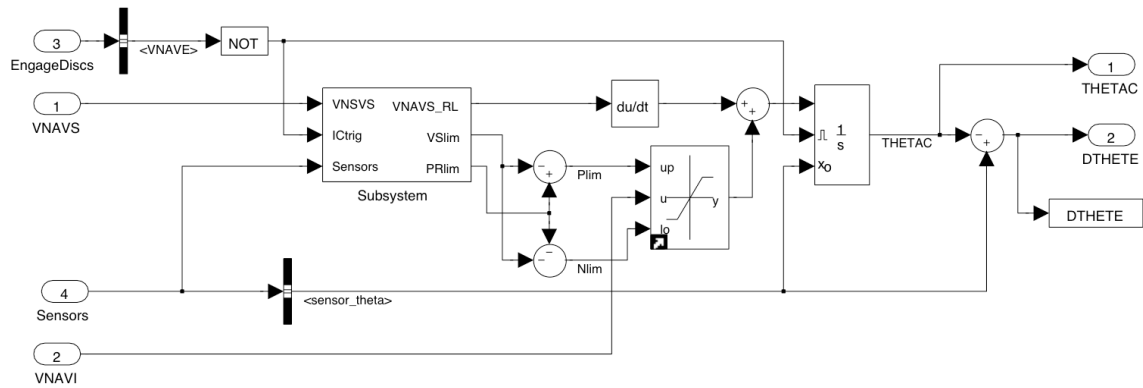 3
EngageDiscs
<VNAVE>
NOT
1
THETAC
1
VNAVS
VNSVS
VNAVS_RL
ICtrig
VSlim
Sensors
PRlim
Subsystem
du/dt
+
+
1
s
xo
THETAC
-
+
2
DTHETE
DTHETE
-
+
Plim
up
u
y
lo
-
-
Nlim
4
Sensors
<sensor_theta>
2
VNAVI